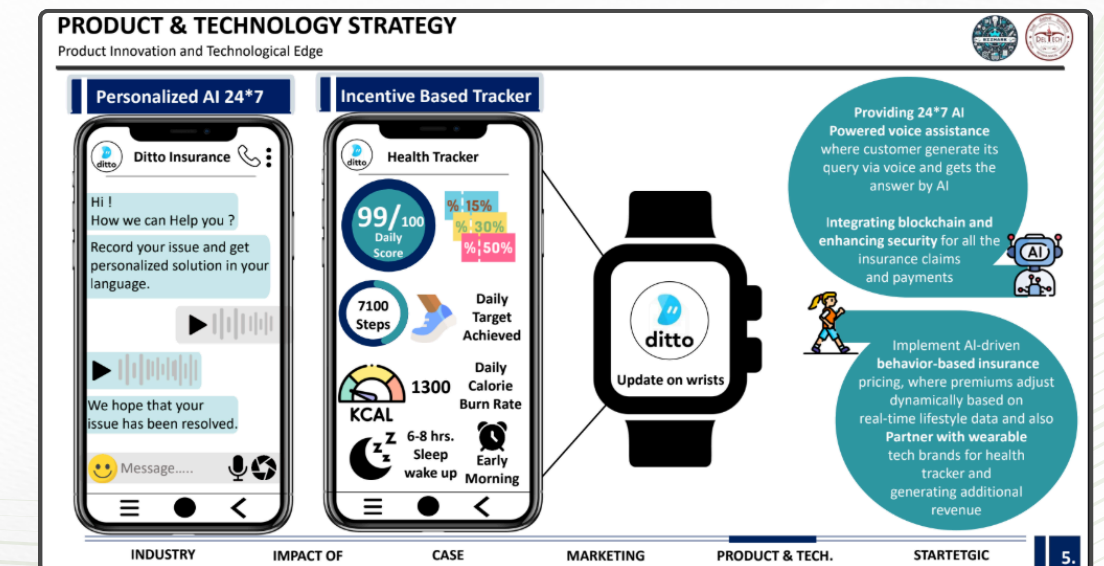 PRODUCT & TECHNOLOGY STRATEGY
Product Innovation and Technological Edge
BIZMARK
DELTECH
Personalized AI 24*7
ditto
Ditto Insurance
Hi !
How we can Help you ?
Record your issue and get
personalized solution in your
language.
We hope that your
issue has been resolved.
Message.....
Incentive Based Tracker
ditto
Health Tracker
99/100
Daily
Score
% 15%
% 30%
% 50%
7100
Steps
Daily
Target
Achieved
KCAL
1300
Daily
Calorie
Burn Rate
Z Z Z
6-8 hrs.
Sleep
wake up
Early
Morning
ditto
Update on wrists
Providing 24*7 AI
Powered voice assistance
where customer generate its
query via voice and gets the
answer by AI
Integrating blockchain and
enhancing security for all the
insurance claims
and payments
AI
Implement AI-driven
behavior-based insurance
pricing, where premiums adjust
dynamically based on
real-time lifestyle data and also
Partner with wearable
tech brands for health
tracker and
generating additional
revenue
INDUSTRY
IMPACT OF
CASE
MARKETING
PRODUCT & TECH.
STARTETGIC
5.